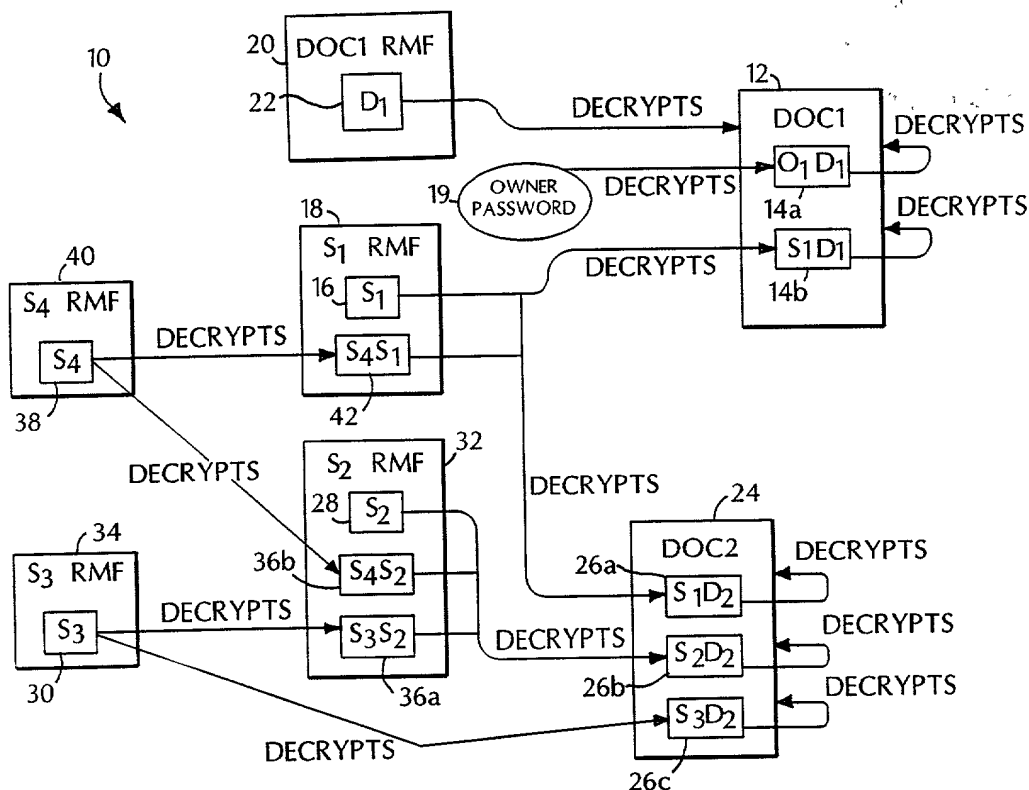 10
20
DOC1 RMF
22
D1
DECRYPTS
12
DOC1
DECRYPTS
OWNER
PASSWORD
19
DECRYPTS
O1 D1
14a
DECRYPTS
18
S1 RMF
16
S1
DECRYPTS
S1D1
14b
40
S4 RMF
S4
38
DECRYPTS
S4S1
42
DECRYPTS
32
S2 RMF
28
S2
36b
S4S2
S3S2
36a
DECRYPTS
34
S3 RMF
S3
30
DECRYPTS
DECRYPTS
DECRYPTS
24
DOC2
26a
S1D2
DECRYPTS
S2D2
26b
DECRYPTS
S3D2
26c
DECRYPTS
DECRYPTS